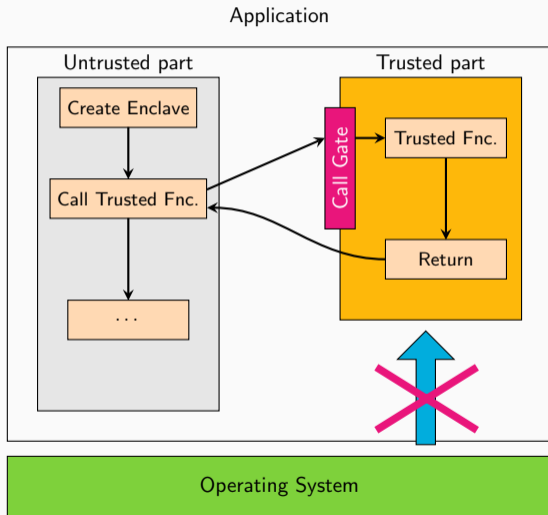 Application
Untrusted part
Trusted part
Create Enclave
Call Gate
Trusted Fnc.
Call Trusted Fnc.
Return
...
Operating System